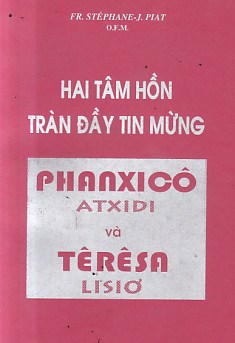 FR. STÉPHANE-J. PIAT
O.F.M.
HAI TÂM HỒN
TRÀN ĐẦY TIN MỪNG
PHANXICÔ
ATXIDI
và
TÊRÊSA
LISIƠ